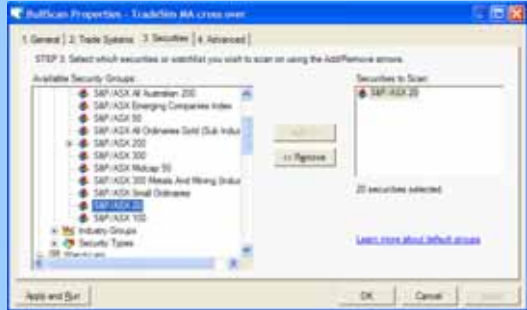 BullScan Properties - TradeSim MA cross over
1. General
2. Trade Systems
3. Securities
4. Advanced
STEP 3. Select which securities or watchlist you wish to scan on using the Add/Remove arrows.
Available Security Groups:
S&P/ASX All Australian 200
S&P/ASX Emerging Companies Index
S&P/ASX 50
S&P/ASX All Ordinaries Gold (Sub Indus
S&P/ASX 200
S&P/ASX 300
S&P/ASX Midcap 50
S&P/ASX 300 Metals And Mining (Indus
S&P/ASX Small Ordinaries
S&P/ASX 20
S&P/ASX 100
Industry Groups
Security Types
<< Remove
Securities to Scan:
S&P/ASX 20
20 securities selected.
Learn more about default groups
Apply and Run
OK
Cancel